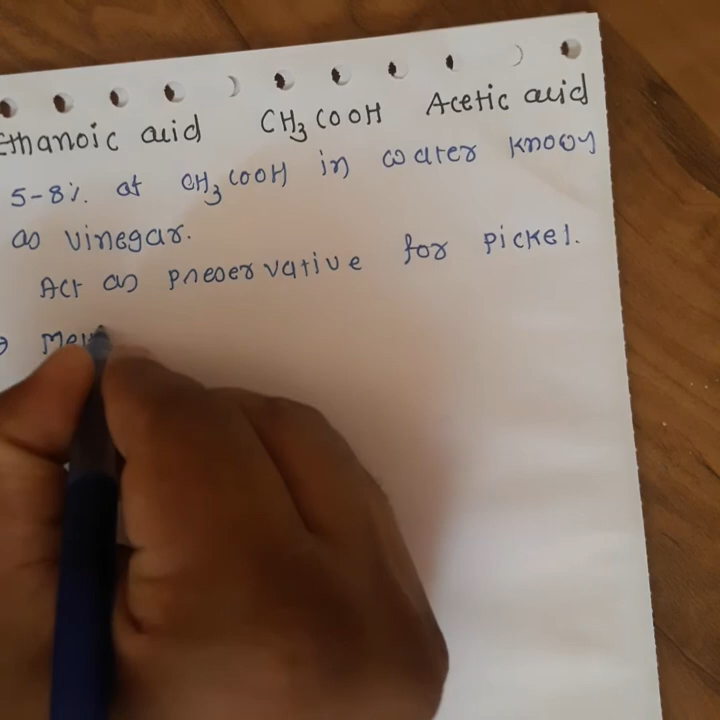 Ethanoic acid CH3COOH Acetic acid
5-8%. of CH3COOH in water known
as vinegar.
Act as preservative for pickel.